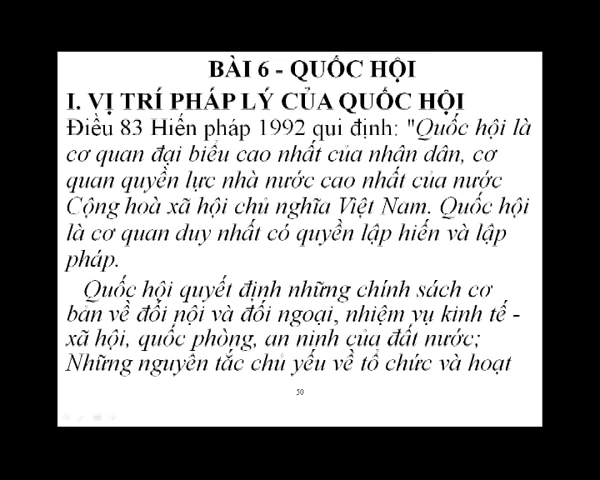 BÀI 6 - QUỐC HỘI
I. VỊ TRÍ PHÁP LÝ CỦA QUỐC HỘI
Điều 83 Hiến pháp 1992 qui định: "Quốc hội là
cơ quan đại biểu cao nhất của nhân dân, cơ
quan quyền lực nhà nước cao nhất của nước
Cộng hoà xã hội chủ nghĩa Việt Nam. Quốc hội
là cơ quan duy nhất có quyền lập hiến và lập
pháp.
Quốc hội quyết định những chính sách cơ
bản về đối nội và đối ngoại, nhiệm vụ kinh tế -
xã hội, quốc phòng, an ninh của đất nước;
Những nguyên tắc chủ yếu về tổ chức và hoạt
50